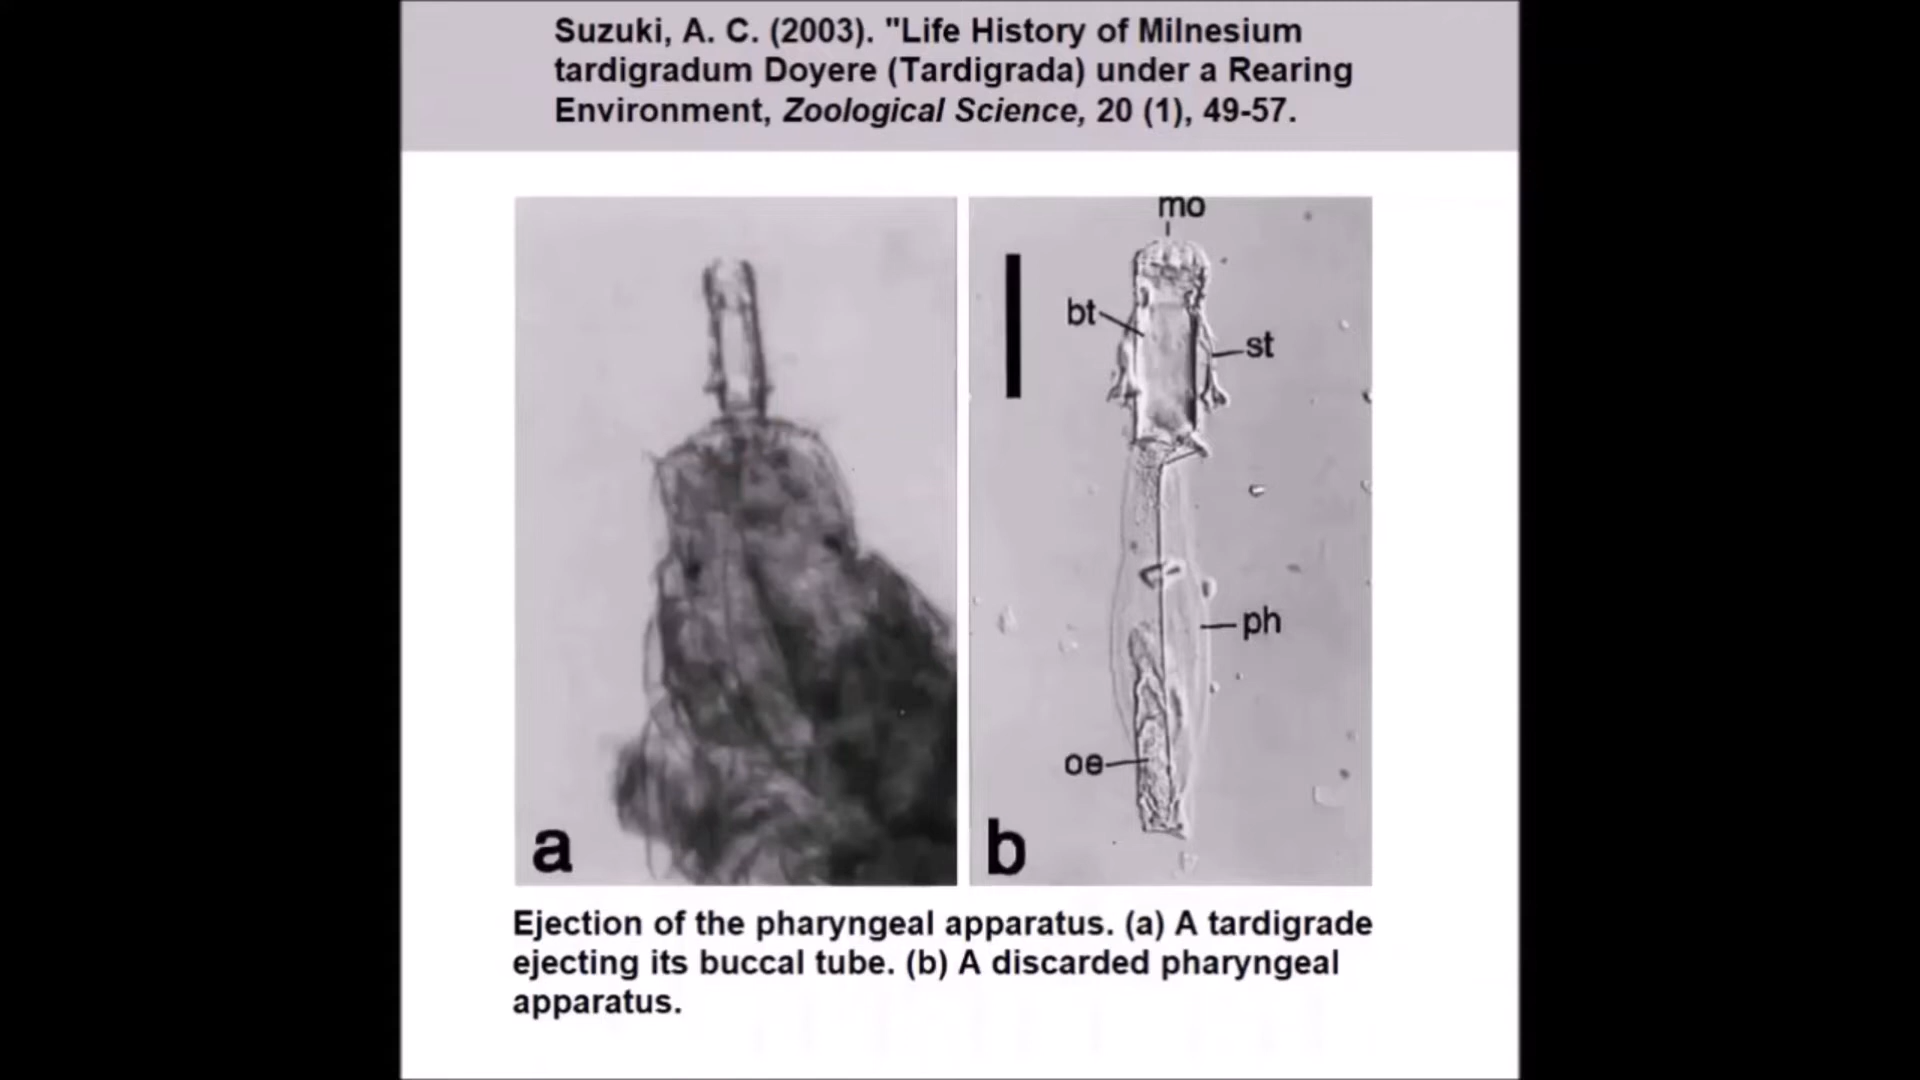 Suzuki, A. C. (2003). "Life History of Milnesium
tardigradum Doyere (Tardigrada) under a Rearing
Environment, Zoological Science, 20 (1), 49-57.
mo
bt
st
ph
oe
a
b
Ejection of the pharyngeal apparatus. (a) A tardigrade
ejecting its buccal tube. (b) A discarded pharyngeal
apparatus.